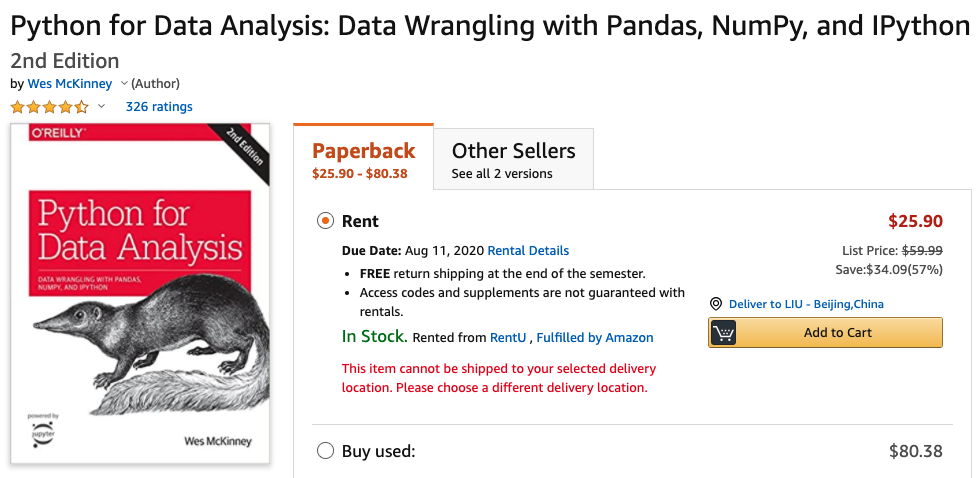 Python for Data Analysis: Data Wrangling with Pandas, NumPy, and IPython
2nd Edition
by Wes McKinney (Author)
326 ratings
O'REILLY
2nd Edition
Python for
Data Analysis
DATA WRANGLING WITH PANDAS,
NUMPY, AND IPYTHON
powered by
jupyter
Wes McKinney
Paperback
$25.90 - $80.38
Other Sellers
See all 2 versions
Rent
$25.90
Due Date: Aug 11, 2020 Rental Details
List Price: $59.99
Save:$34.09(57%)
• FREE return shipping at the end of the semester.
• Access codes and supplements are not guaranteed with
rentals.
In Stock. Rented from RentU , Fulfilled by Amazon
This item cannot be shipped to your selected delivery
location. Please choose a different delivery location.
Deliver to LIU - Beijing,China
Add to Cart
Buy used:
$80.38